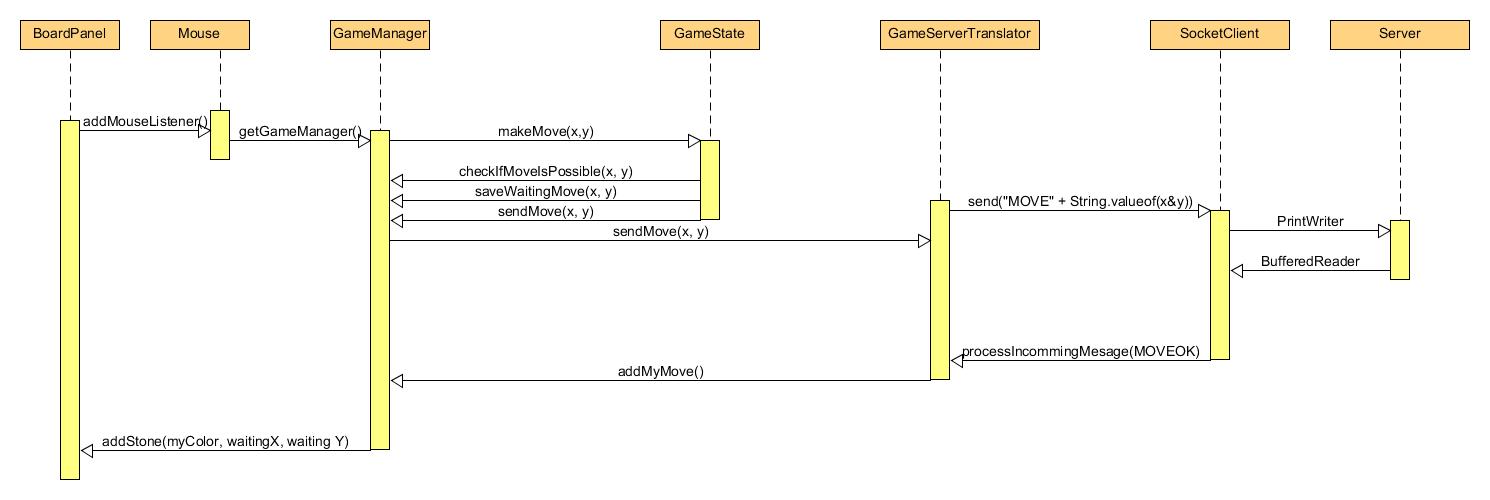 BoardPanel
Mouse
GameManager
GameState
GameServerTranslator
SocketClient
Server
addMouseListener()
getGameManager()
makeMove(x,y)
checkIfMoveIsPossible(x, y)
saveWaitingMove(x, y)
sendMove(x, y)
send("MOVE" + String.valueof(x&y))
PrintWriter
sendMove(x, y)
BufferedReader
processIncommingMesage(MOVEOK)
addMyMove()
addStone(myColor, waitingX, waiting Y)